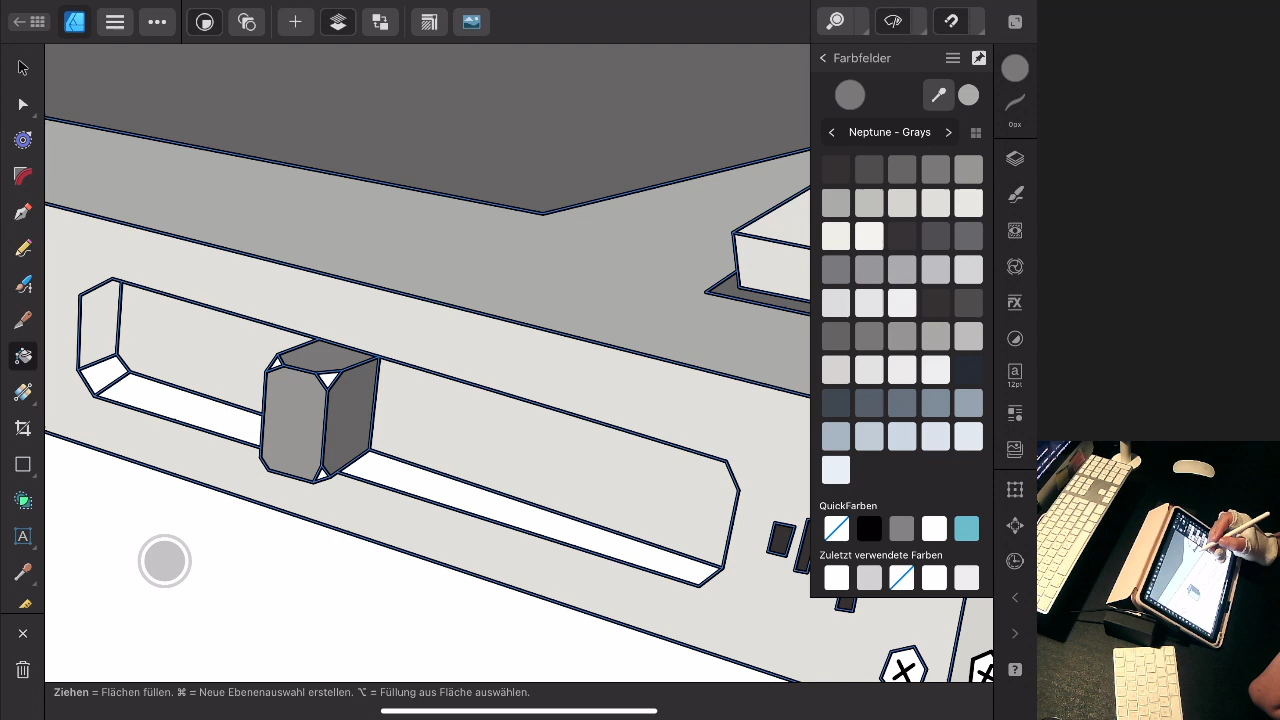 Farbfelder
0px
Neptune - Grays
12pt
QuickFarben
Zuletzt verwendete Farben
Ziehen = Flächen füllen. ⌘ = Neue Ebenenauswahl erstellen. ⌥ = Füllung aus Fläche auswählen.